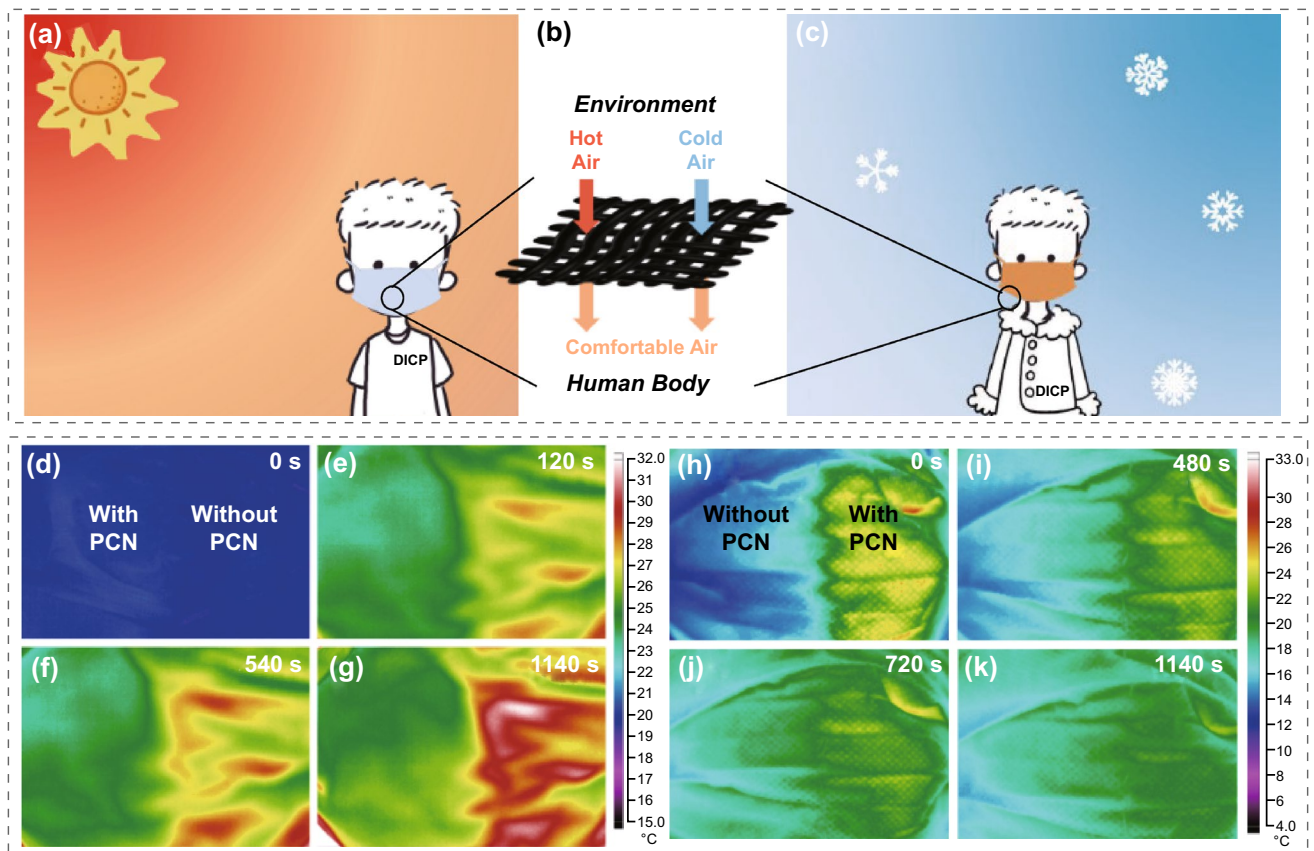 (a)
(b)
(c)
Environment
Hot
Air
Cold
Air
Comfortable Air
Human Body
DICP
DICP
(d)
0 s
With
PCN
Without
PCN
(e)
120 s
(f)
540 s
(g)
1140 s
32.0
31
30
29
28
27
26
25
24
23
22
21
20
19
18
17
16
15.0
°C
(h)
0 s
Without
PCN
With
PCN
(i)
480 s
(j)
720 s
(k)
1140 s
33.0
30
28
26
24
22
20
18
16
14
12
10
8
6
4.0
°C